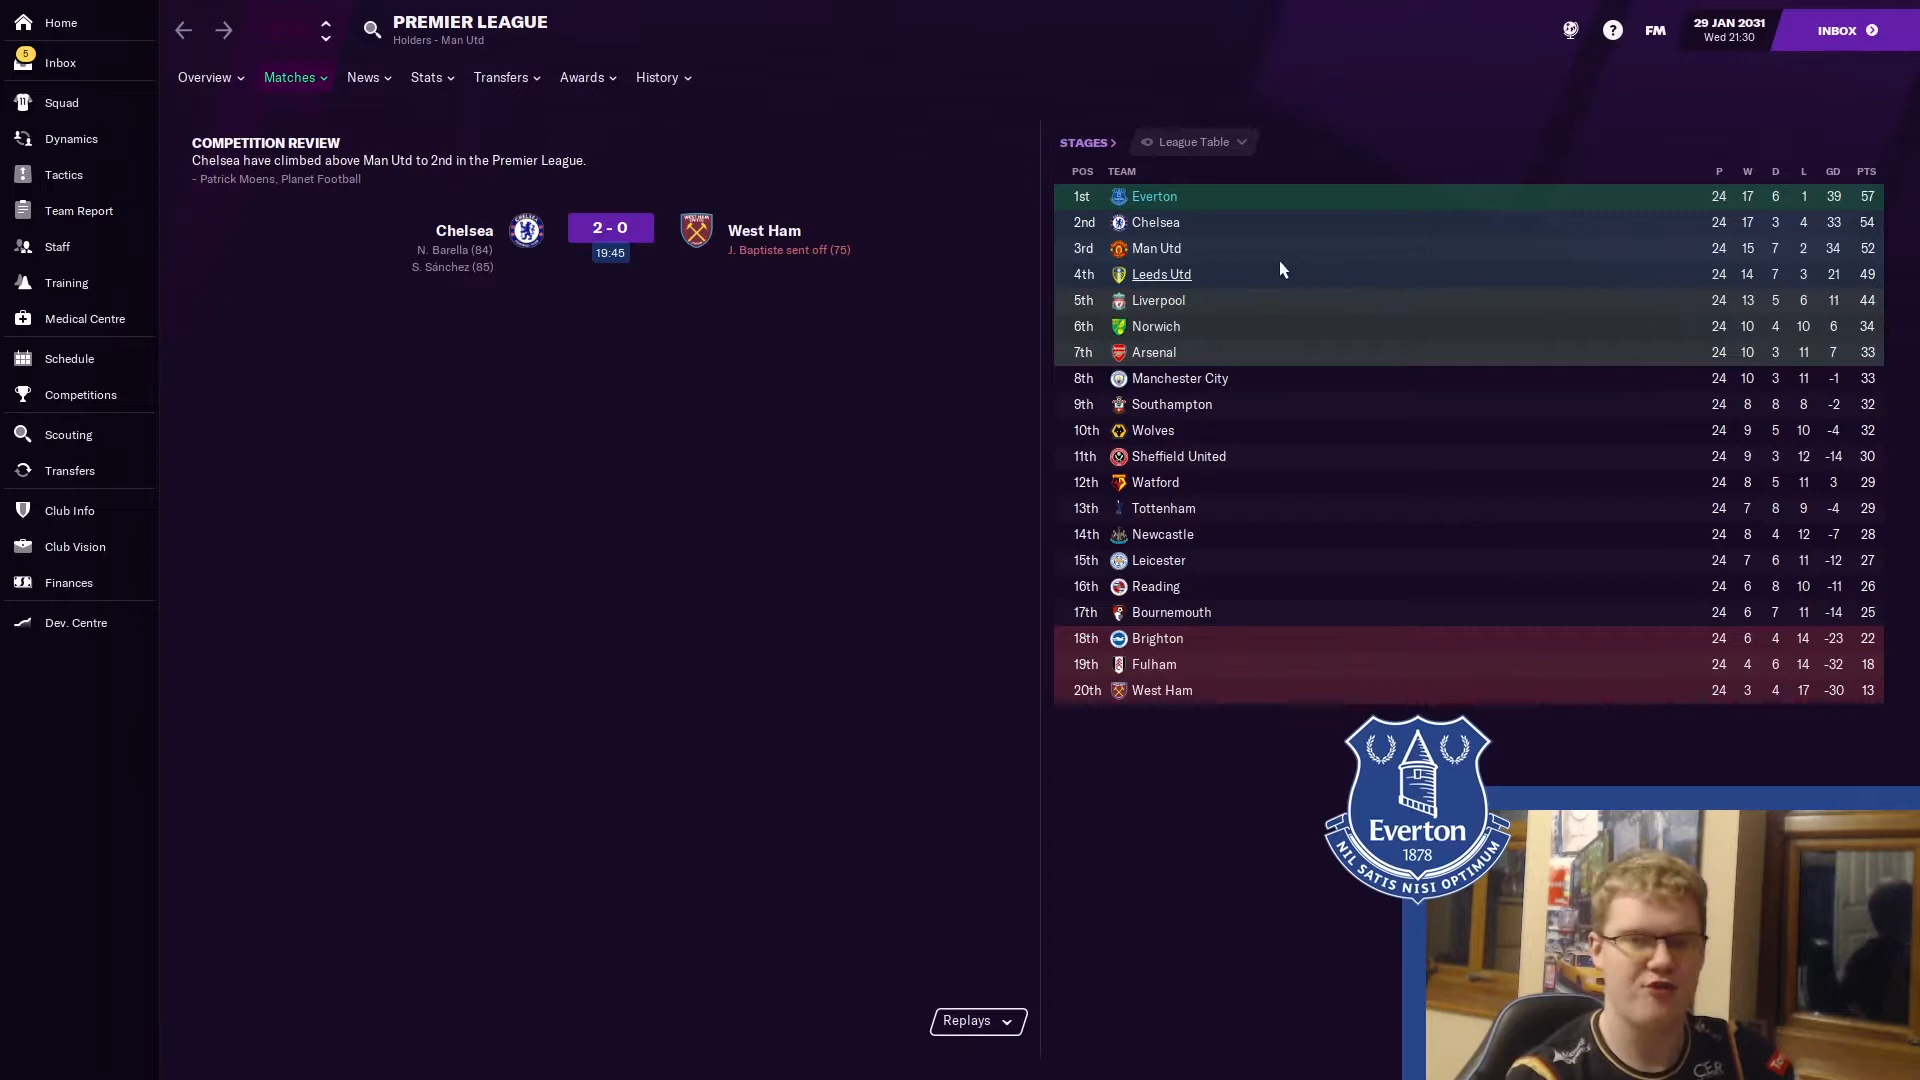 Home
5
Inbox
Squad
Dynamics
Tactics
Team Report
Staff
Training
Medical Centre
Schedule
Competitions
Scouting
Transfers
Club Info
Club Vision
Finances
Dev. Centre
PREMIER LEAGUE
Holders - Man Utd
?
FM
29 JAN 2031
Wed 21:30
INBOX
Overview
Matches
News
Stats
Transfers
Awards
History
COMPETITION REVIEW
Chelsea have climbed above Man Utd to 2nd in the Premier League.
- Patrick Moens, Planet Football
Chelsea 2 - 0 West Ham
N. Barella (84) 19:45 J. Baptiste sent off (75)
S. Sánchez (85)
Replays
STAGES > League Table
POS TEAM P W D L GD PTS
1st Everton 24 17 6 1 39 57
2nd Chelsea 24 17 3 4 33 54
3rd Man Utd 24 15 7 2 34 52
4th Leeds Utd 24 14 7 3 21 49
5th Liverpool 24 13 5 6 11 44
6th Norwich 24 10 4 10 6 34
7th Arsenal 24 10 3 11 7 33
8th Manchester City 24 10 3 11 -1 33
9th Southampton 24 8 8 8 -2 32
10th Wolves 24 9 5 10 -4 32
11th Sheffield United 24 9 3 12 -14 30
12th Watford 24 8 5 11 3 29
13th Tottenham 24 7 8 9 -4 29
14th Newcastle 24 8 4 12 -7 28
15th Leicester 24 7 6 11 -12 27
16th Reading 24 6 8 10 -11 26
17th Bournemouth 24 6 7 11 -14 25
18th Brighton 24 6 4 14 -23 22
19th Fulham 24 4 6 14 -32 18
20th West Ham 24 3 4 17 -30 13
Everton
1878
NIL SATIS NISI OPTIMUM